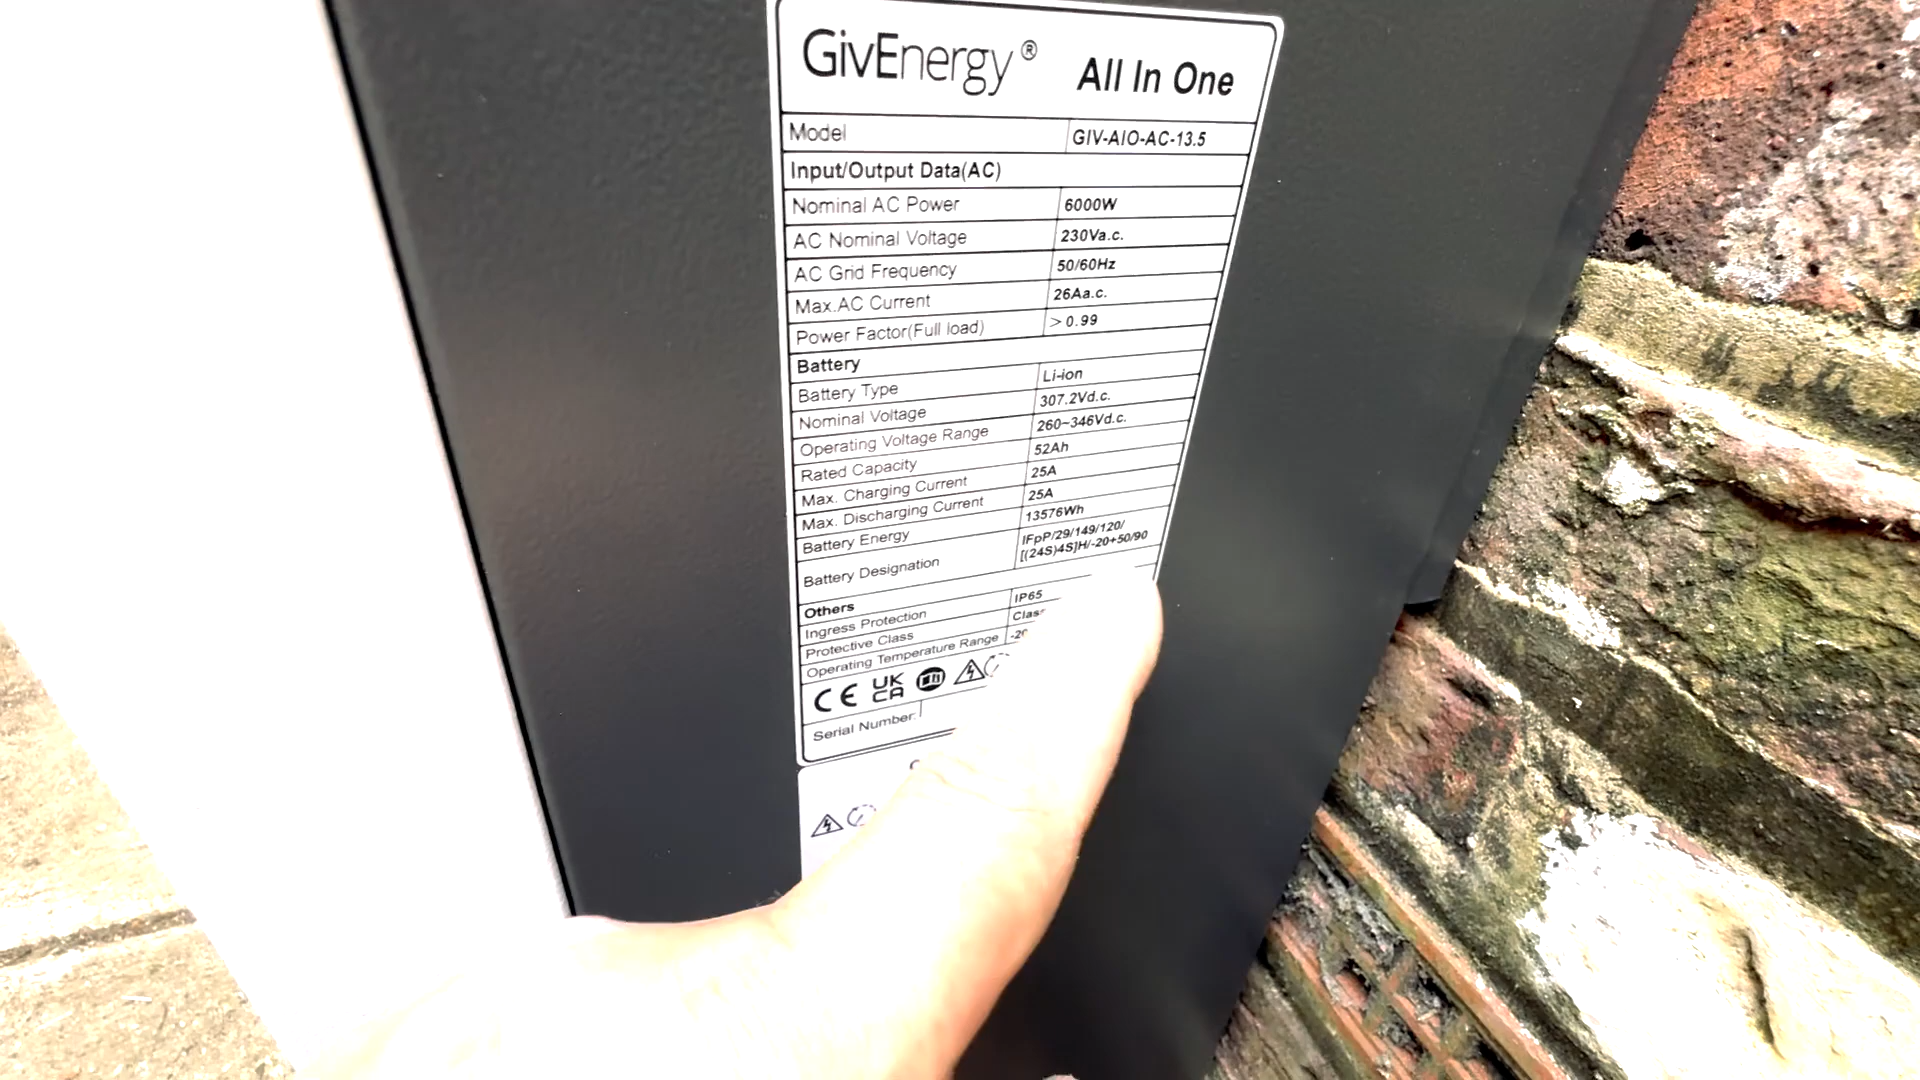 GivEnergy® All In One
Model GIV-AIO-AC-13.5
Input/Output Data(AC)
Nominal AC Power 6000W
AC Nominal Voltage 230Va.c.
AC Grid Frequency 50/60Hz
Max.AC Current 26Aa.c.
Power Factor(Full load) >0.99
Battery
Battery Type Li-ion
Nominal Voltage 307.2Vd.c.
Operating Voltage Range 260~346Vd.c.
Rated Capacity 52Ah
Max. Charging Current 25A
Max. Discharging Current 25A
Battery Energy 13576Wh
Battery Designation IFpP/29/149/120/
[(24S)4S]H/-20+50/90
Others
Ingress Protection IP65
Protective Class Class
Operating Temperature Range
CE UK
CA
Serial Number: